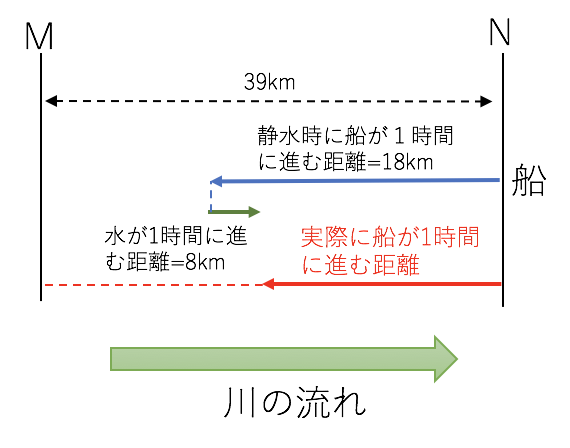 M
N
39km
静水時に船が１時間
に進む距離=18km
船
水が1時間に進
む距離=8km
実際に船が1時間
に進む距離
川の流れ